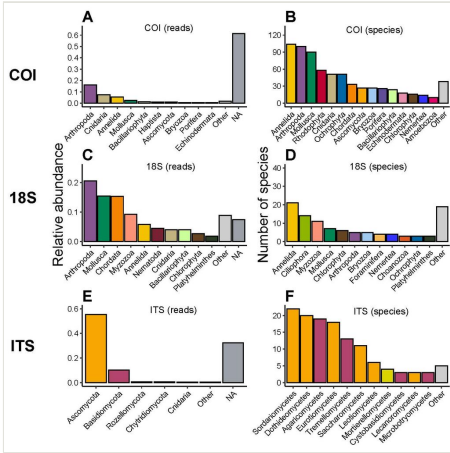 A
COI (reads)
0.6
0.5
0.4
0.3
0.2
0.1
0.0
Arthropoda
Cnidaria
Annelida
Mollusca
Bacillariophyta
Haptista
Ascomycota
Bryozoa
Porifera
Echinodermata
Other
NA
B
COI (species)
120
90
60
30
0
Annelida
Arthropoda
Mollusca
Rhodophyta
Cnidaria
Ochrophyta
Chordata
Ascomycota
Bryozoa
Porifera
Bacillariophyta
Echinodermata
Chlorophyta
Nemertea
Amoebozoa
Other
COI
C
18S (reads)
0.2
0.1
0.0
Arthropoda
Mollusca
Chordata
Myzozoa
Annelida
Nematoda
Cnidaria
Bacillariophyta
Chlorophyta
Platyhelminthes
Other
NA
D
18S (species)
40
30
20
10
0
Annelida
Ciliophora
Myzozoa
Mollusca
Chlorophyta
Arthropoda
Bryozoa
Foraminifera
Nemertea
Choanozoa
Ochrophyta
Platyhelminthes
Other
18S
Relative abundance
Number of species
E
ITS (reads)
0.6
0.4
0.2
0.0
Ascomycota
Basidiomycota
Rozellomycota
Chytridiomycota
Cnidaria
Other
NA
F
ITS (species)
20
15
10
5
0
Sordariomycetes
Dothideomycetes
Agaricomycetes
Eurotiomycetes
Tremellomycetes
Saccharomycetes
Leotiomycetes
Mortierellomycetes
Cystobasidiomycetes
Lecanoromycetes
Microbotryomycetes
Other
ITS